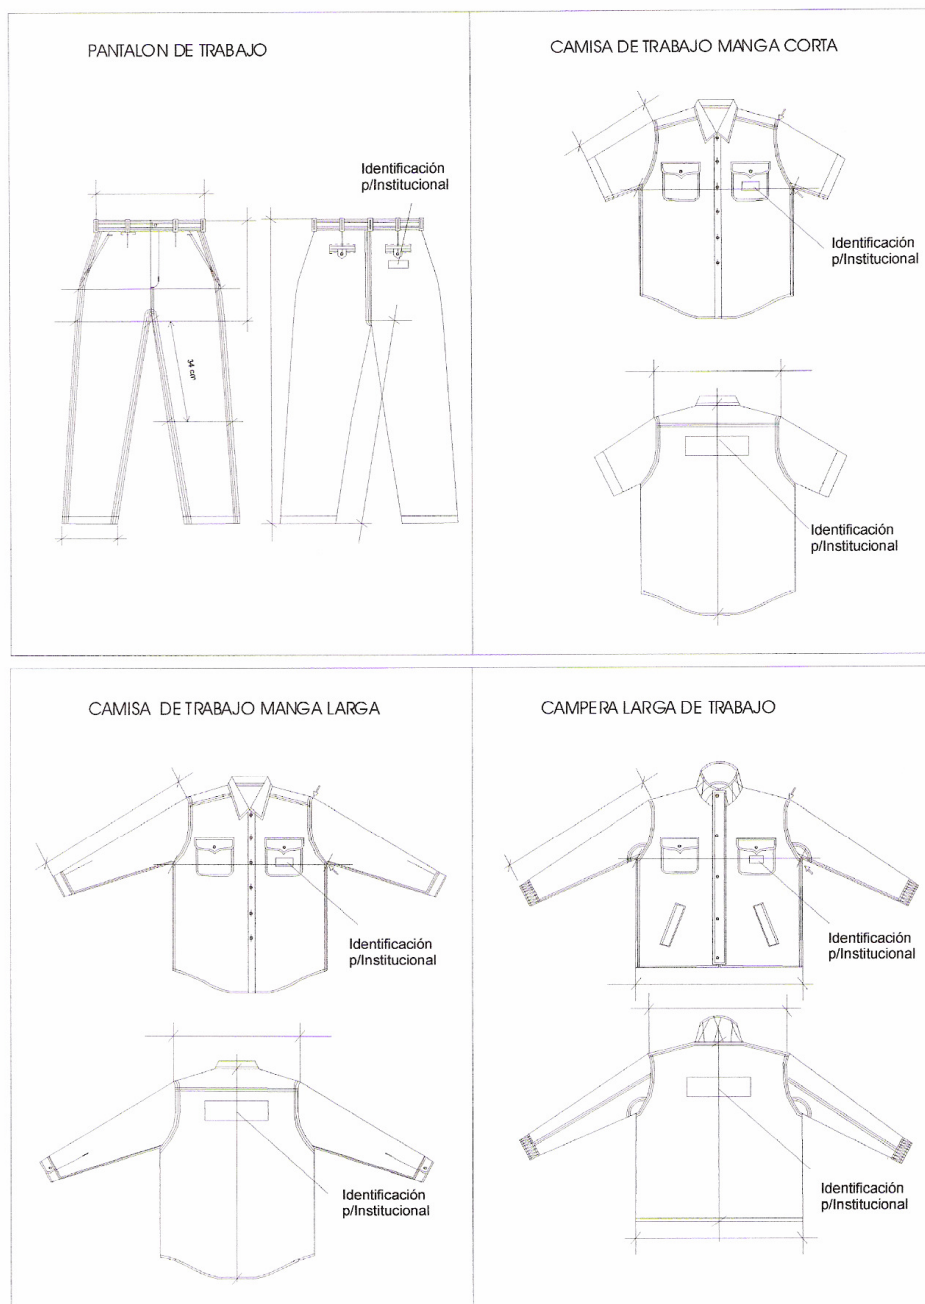 PANTALON DE TRABAJO
Identificación
p/Institucional
34 cm
CAMISA DE TRABAJO MANGA CORTA
Identificación
p/Institucional
Identificación
p/Institucional
CAMISA DE TRABAJO MANGA LARGA
Identificación
p/Institucional
Identificación
p/Institucional
CAMPERA LARGA DE TRABAJO
Identificación
p/Institucional
Identificación
p/Institucional